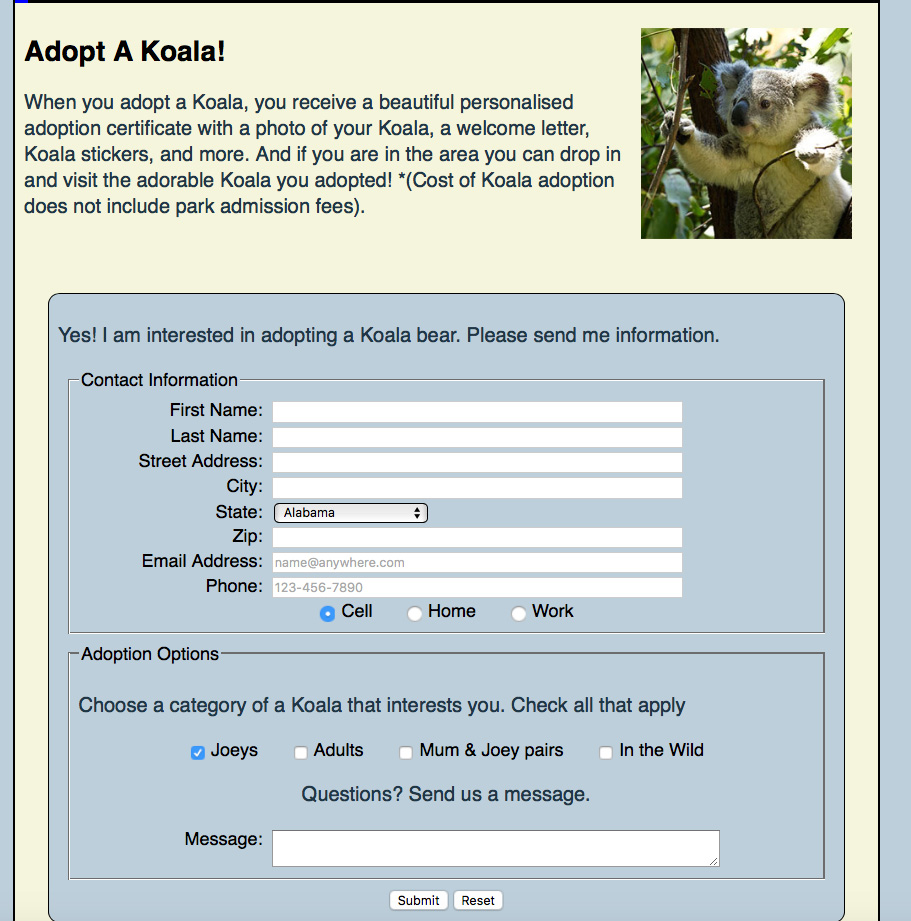 Adopt A Koala!
When you adopt a Koala, you receive a beautiful personalised
adoption certificate with a photo of your Koala, a welcome letter,
Koala stickers, and more. And if you are in the area you can drop in
and visit the adorable Koala you adopted! *(Cost of Koala adoption
does not include park admission fees).
Yes! I am interested in adopting a Koala bear. Please send me information.
Contact Information
First Name:
Last Name:
Street Address:
City:
State: Alabama
Zip:
Email Address: name@anywhere.com
Phone: 123-456-7890
Cell Home Work
Adoption Options
Choose a category of a Koala that interests you. Check all that apply
Joeys Adults Mum & Joey pairs In the Wild
Questions? Send us a message.
Message:
Submit Reset